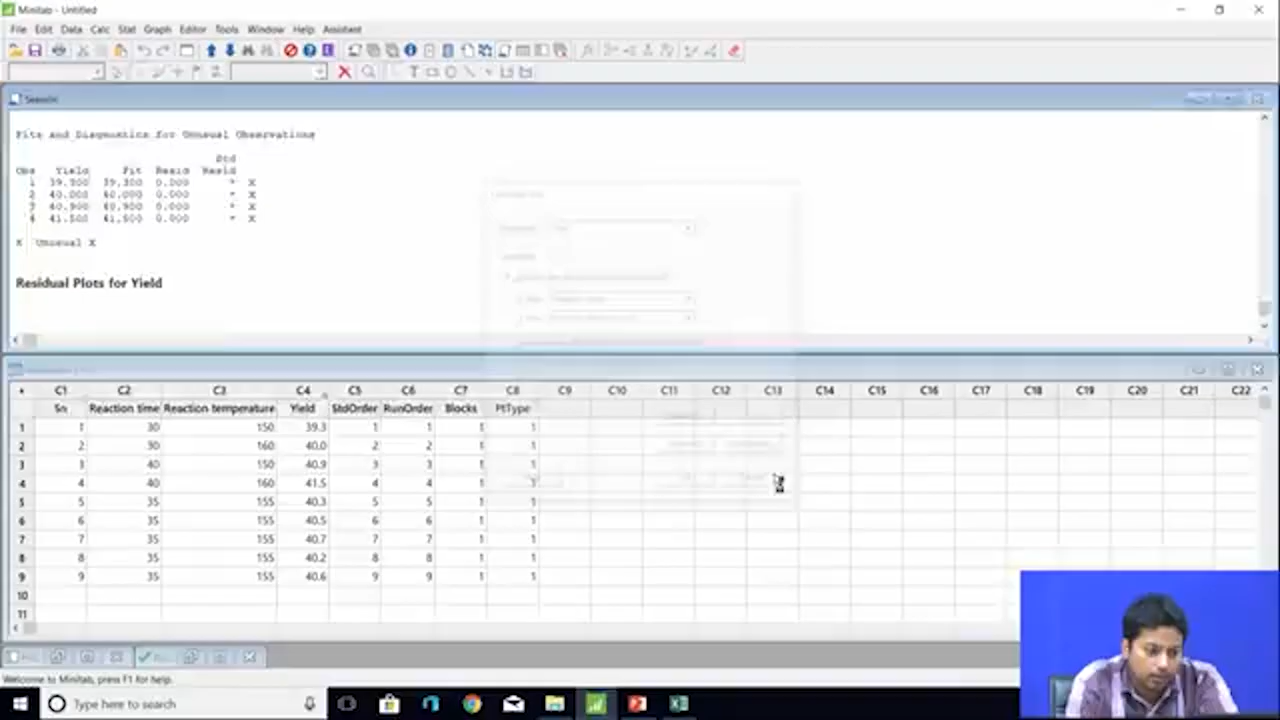 Minitab - Untitled
File Edit Data Calc Stat Graph Editor Tools Window Help Assistant
Session
Fits and Diagnostics for Unusual Observations
Std
Obs Yield Fit Resid Resid
1 39.300 39.300 0.000 * X
2 40.000 40.000 0.000 * X
3 40.900 40.900 0.000 * X
4 41.500 41.500 0.000 * X
X Unusual X
Residual Plots for Yield
C1 C2 C3 C4 C5 C6 C7 C8 C9 C10 C11 C12 C13 C14 C15 C16 C17 C18 C19 C20 C21 C22
Sn Reaction time Reaction temperature Yield StdOrder RunOrder Blocks PtType
1 1 30 150 39.3 1 1 1 1
2 2 30 160 40.0 2 2 1 1
3 3 40 150 40.9 3 3 1 1
4 4 40 160 41.5 4 4 1 1
5 5 35 155 40.3 5 5 1 1
6 6 35 155 40.5 6 6 1 1
7 7 35 155 40.7 7 7 1 1
8 8 35 155 40.2 8 8 1 1
9 9 35 155 40.6 9 9 1 1
10
11
Welcome to Minitab, press F1 for help.
Type here to search